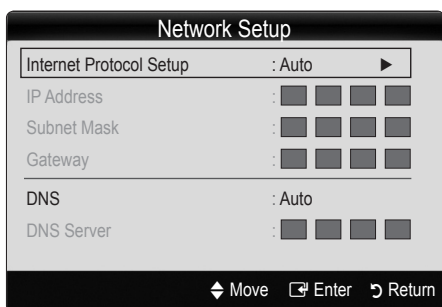 Network Setup
Internet Protocol Setup : Auto ▶
IP Address :
Subnet Mask :
Gateway :
DNS : Auto
DNS Server :
Move Enter Return